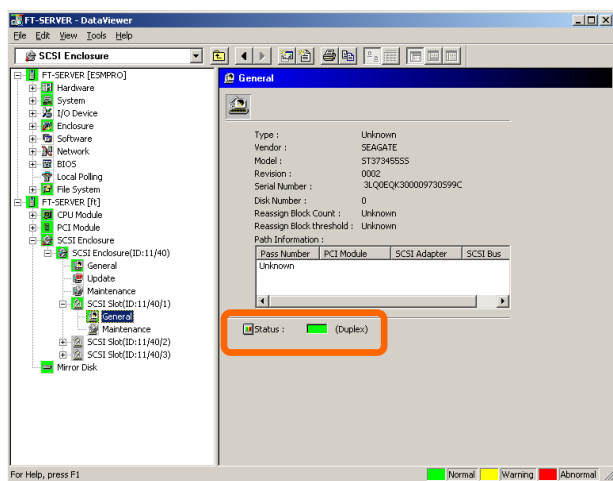 FT-SERVER - DataViewer
File Edit View Tools Help
SCSI Enclosure
FT-SERVER [ESMPRO]
Hardware
System
I/O Device
Enclosure
Software
Network
BIOS
Local Polling
File System
FT-SERVER [ft]
CPU Module
PCI Module
SCSI Enclosure
SCSI Enclosure(ID:11/40)
General
Update
Maintenance
SCSI Slot(ID:11/40/1)
General
Maintenance
SCSI Slot(ID:11/40/2)
SCSI Slot(ID:11/40/3)
Mirror Disk
General
Type : Unknown
Vendor : SEAGATE
Model : ST373455SS
Revision : 0002
Serial Number : 3LQ0EQK300009730599C
Disk Number : 0
Reassign Block Count : Unknown
Reassign Block threshold : Unknown
Path Information :
Pass Number PCI Module SCSI Adapter SCSI Bus
Unknown
Status : (Duplex)
For Help, press F1
Normal Warning Abnormal